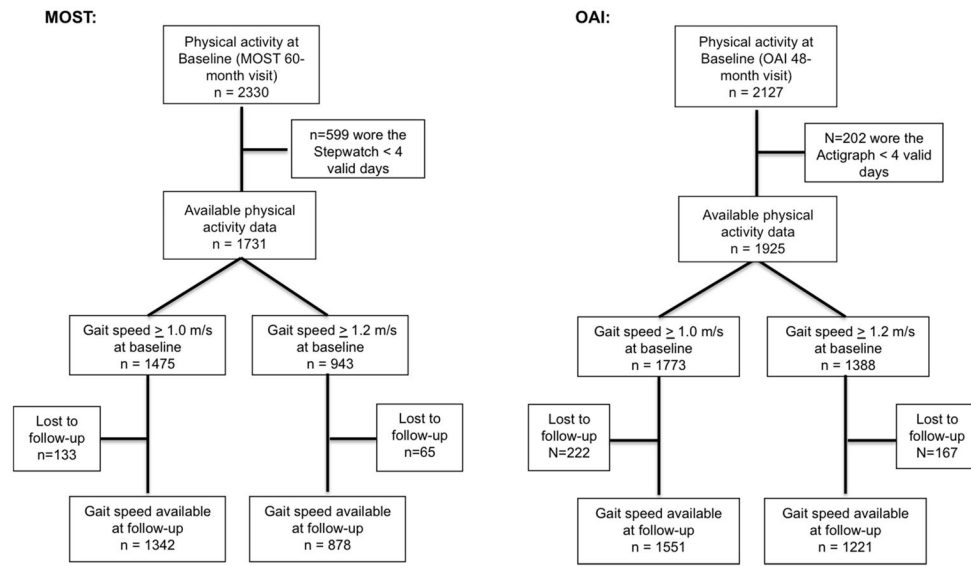 MOST:
Physical activity at
Baseline (MOST 60-
month visit)
n = 2330
n=599 wore the
Stepwatch < 4
valid days
Available physical
activity data
n = 1731
Gait speed ≥ 1.0 m/s
at baseline
n = 1475
Gait speed ≥ 1.2 m/s
at baseline
n = 943
Lost to
follow-up
n=133
Lost to
follow-up
n=65
Gait speed available
at follow-up
n = 1342
Gait speed available
at follow-up
n = 878
OAI:
Physical activity at
Baseline (OAI 48-
month visit)
n = 2127
N=202 wore the
Actigraph < 4 valid
days
Available physical
activity data
n = 1925
Gait speed ≥ 1.0 m/s
at baseline
n = 1773
Gait speed ≥ 1.2 m/s
at baseline
n = 1388
Lost to
follow-up
N=222
Lost to
follow-up
N=167
Gait speed available
at follow-up
n = 1551
Gait speed available
at follow-up
n = 1221